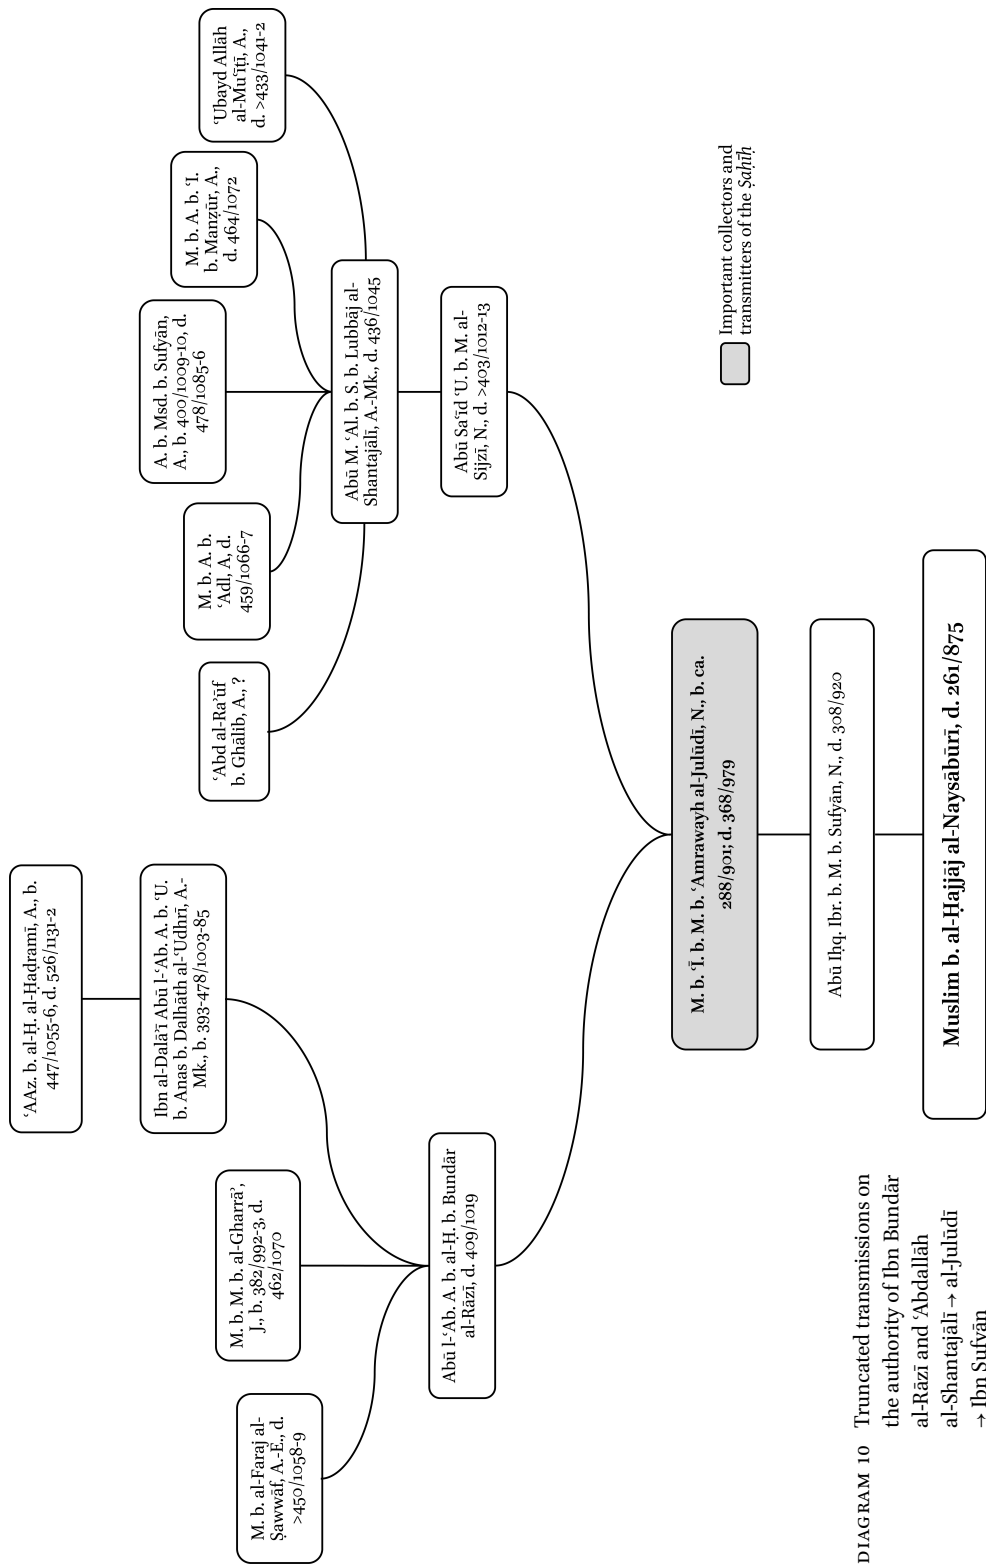 ʿAAz. b. al-Ḥ. al-Ḥaḍramī, A., b.
447/1055-6, d. 526/1131-2
Ibn al-Dalāʾī Abū l-ʿAb. A. b. ʿU.
b. Anas b. Dalhāth al-ʿUdhrī, A.-
Mk., b. 393-478/1003-85
M. b. M. b. al-Gharrāʾ,
J., b. 382/992-3, d.
462/1070
M. b. al-Faraj al-
Ṣawwāf, A.-E., d.
>450/1058-9
Abū l-ʿAb. A. b. al-Ḥ. b. Bundār
al-Rāzī, d. 409/1019
ʿAbd al-Raʾūf
b. Ghālib, A., ?
M. b. A. b.
ʿAdl, A, d.
459/1066-7
A. b. Msd. b. Sufyān,
A., b. 400/1009-10, d.
478/1085-6
M. b. A. b. ʿI.
b. Manẓūr, A.,
d. 464/1072
ʿUbayd Allāh
al-Muʿīṭī, A.,
d. >433/1041-2
Abū M. ʿAl. b. S. b. Lubbāj al-
Shantajālī, A.-Mk., d. 436/1045
Abū Saʿīd ʿU. b. M. al-
Sijzī, N., d. >403/1012-13
M. b. ʿĪ. b. M. b. ʿAmrawayh al-Julūdī, N., b. ca.
288/901; d. 368/979
Abū Iḥq. Ibr. b. M. b. Sufyān, N., d. 308/920
Muslim b. al-Ḥajjāj al-Naysābūrī, d. 261/875
Important collectors and
transmitters of the Ṣaḥīḥ
DIAGRAM 10 Truncated transmissions on
the authority of Ibn Bundār
al-Rāzī and ʿAbdallāh
al-Shantajālī → al-Julūdī
→ Ibn Sufyān